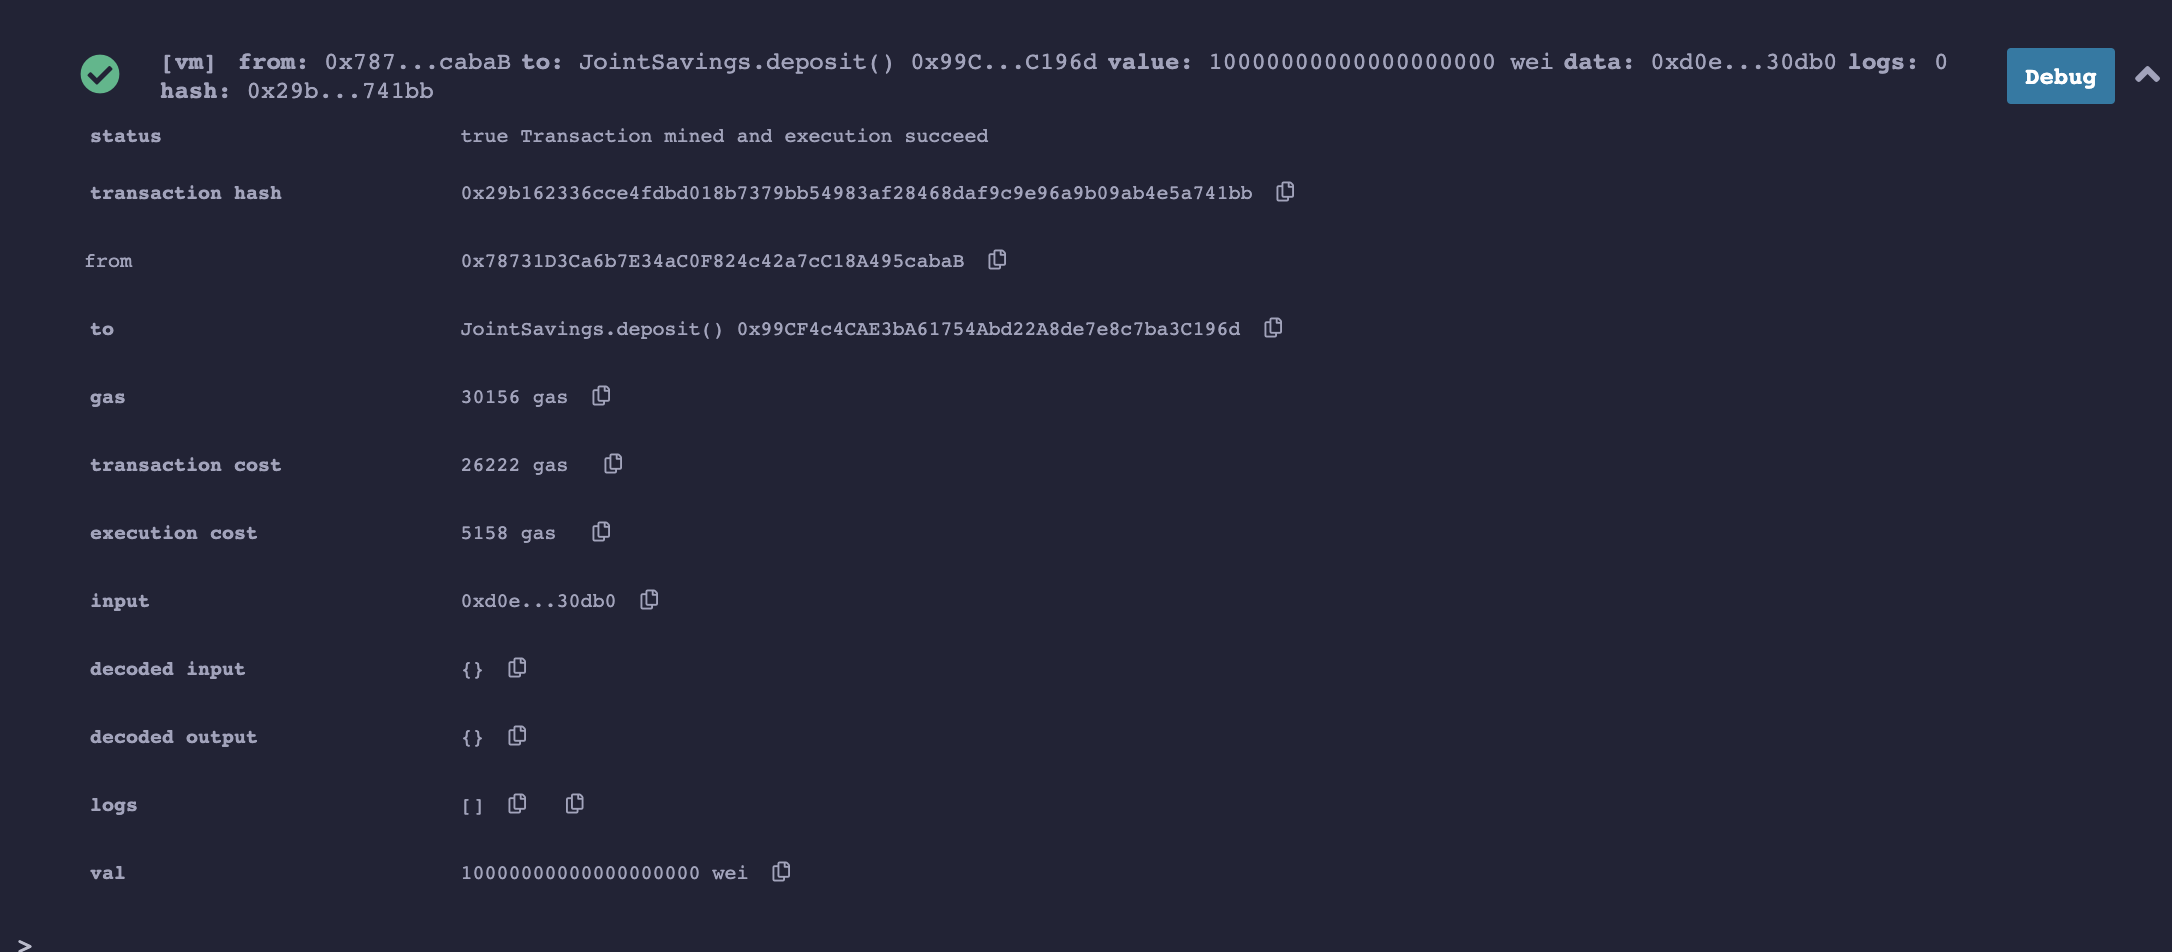 [vm] from: 0x787...cabaB to: JointSavings.deposit() 0x99C...C196d value: 10000000000000000000 wei data: 0xd0e...30db0 logs: 0
hash: 0x29b...741bb
Debug
status true Transaction mined and execution succeed
transaction hash 0x29b162336cce4fdbd018b7379bb54983af28468daf9c9e96a9b09ab4e5a741bb
from 0x78731D3Ca6b7E34aC0F824c42a7cC18A495cabaB
to JointSavings.deposit() 0x99CF4c4CAE3bA61754Abd22A8de7e8c7ba3C196d
gas 30156 gas
transaction cost 26222 gas
execution cost 5158 gas
input 0xd0e...30db0
decoded input {}
decoded output {}
logs []
val 10000000000000000000 wei
>